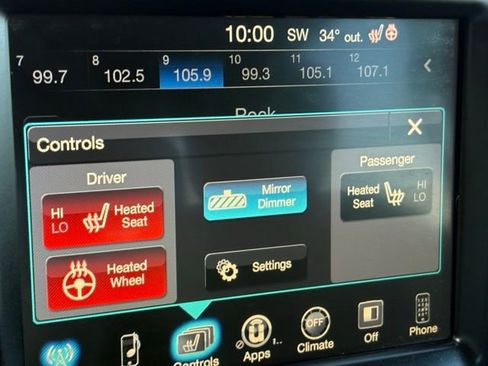 10:00 SW 34° out.
7 8 9 10 11 12
99.7 102.5 105.9 99.3 105.1 107.1
Rock
Controls X
Driver Passenger
HI LO Heated Seat
Mirror Dimmer
Heated Seat HI LO
Heated Wheel
Settings
Controls Apps 1.. OFF Climate Off Phone